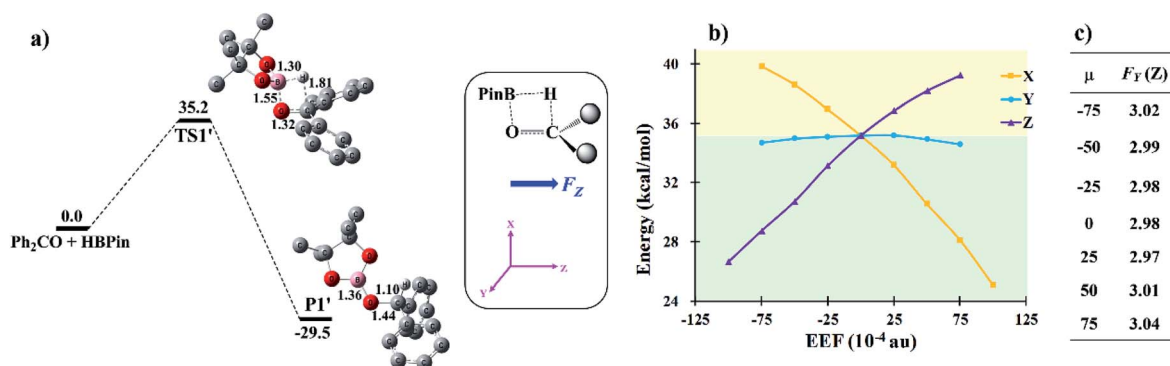 a)
1.30
1.81
1.55
1.32
35.2
TS1'
0.0
Ph₂CO + HBPin
P1'
1.10
1.36
1.44
-29.5
PinB H
O C
F_Z
X
Z
Y
b)
Energy (kcal/mol)
40
36
32
28
24
-125 -75 -25 25 75 125
EEF (10⁻⁴ au)
X
Y
Z
c)
μ F_Y (Z)
-75 3.02
-50 2.99
-25 2.98
0 2.98
25 2.97
50 3.01
75 3.04